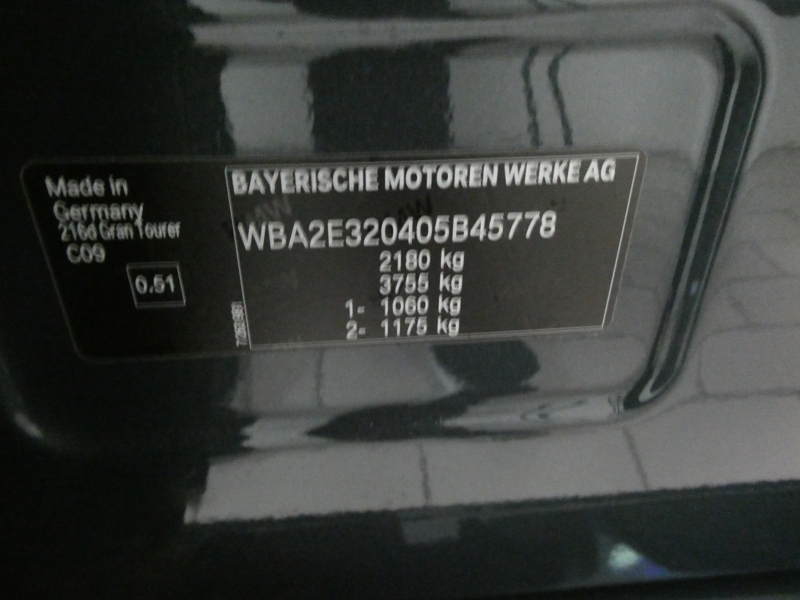 Made in
Germany
216d Gran Tourer
C09
0.51
BAYERISCHE MOTOREN WERKE AG
WBA2E320405B45778
2180 kg
3755 kg
1- 1060 kg
2- 1175 kg